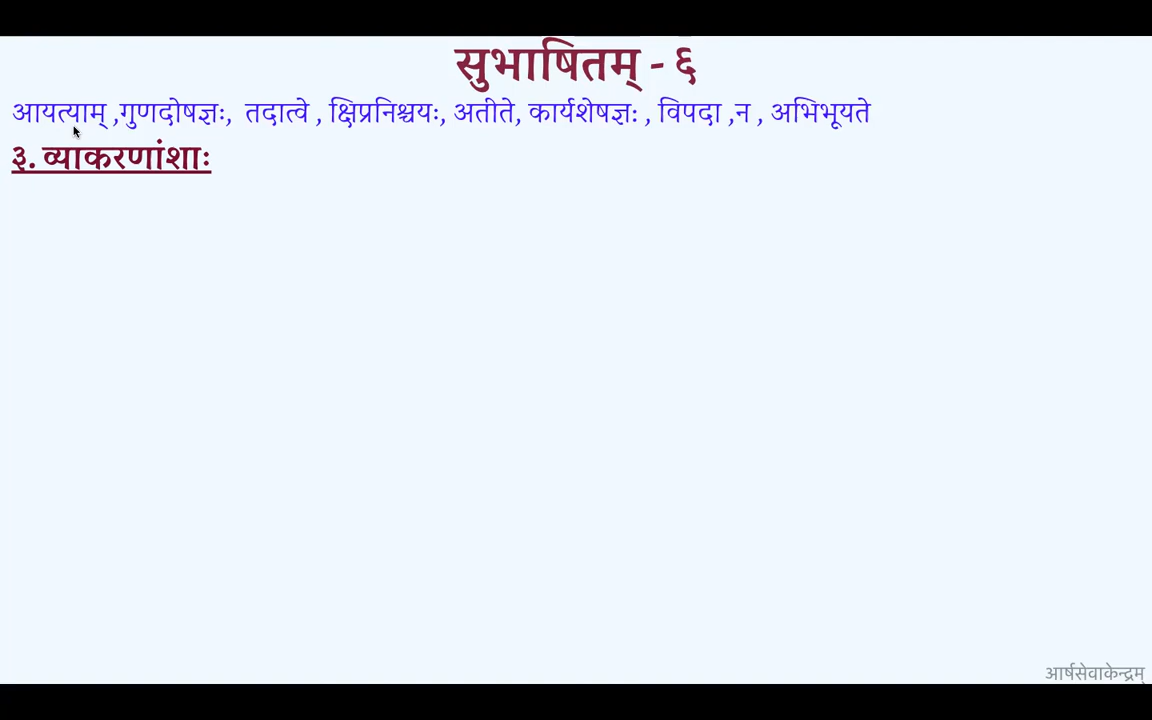 सुभाषितम् - ६
आयत्याम् ,गुणदोषज्ञः, तदात्वे , क्षिप्रनिश्चयः, अतीते, कार्यशेषज्ञः , विपदा ,न , अभिभूयते
३. व्याकरणांशाः
आर्षसेवाकेन्द्रम्